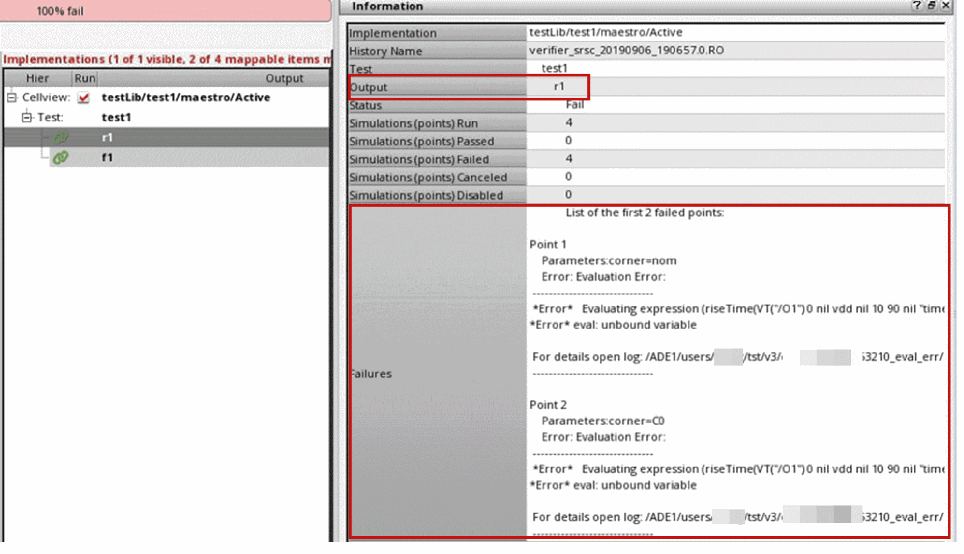 100% fail
Implementations (1 of 1 visible, 2 of 4 mappable items m
Hier Run Output
Cellview: testLib/test1/maestro/Active
Test: test1
r1
f1
Information
Implementation testLib/test1/maestro/Active
History Name verifier_srsc_20190906_190657.0.RO
Test test1
Output r1
Status Fail
Simulations (points) Run 4
Simulations (points) Passed 0
Simulations (points) Failed 4
Simulations (points) Canceled 0
Simulations (points) Disabled 0
Failures
List of the first 2 failed points:
Point 1
Parameters:corner=nom
Error: Evaluation Error:
------------------------------
*Error* Evaluating expression (riseTime(VT("/O1") 0 nil vdd nil 10 90 nil "time
*Error* eval: unbound variable
For details open log: /ADE1/users/ /tst/v3/ 53210_eval_err/
------------------------------
Point 2
Parameters:corner=C0
Error: Evaluation Error:
------------------------------
*Error* Evaluating expression (riseTime(VT("/O1") 0 nil vdd nil 10 90 nil "time
*Error* eval: unbound variable
For details open log: /ADE1/users/ /tst/v3/ 53210_eval_err/
------------------------------